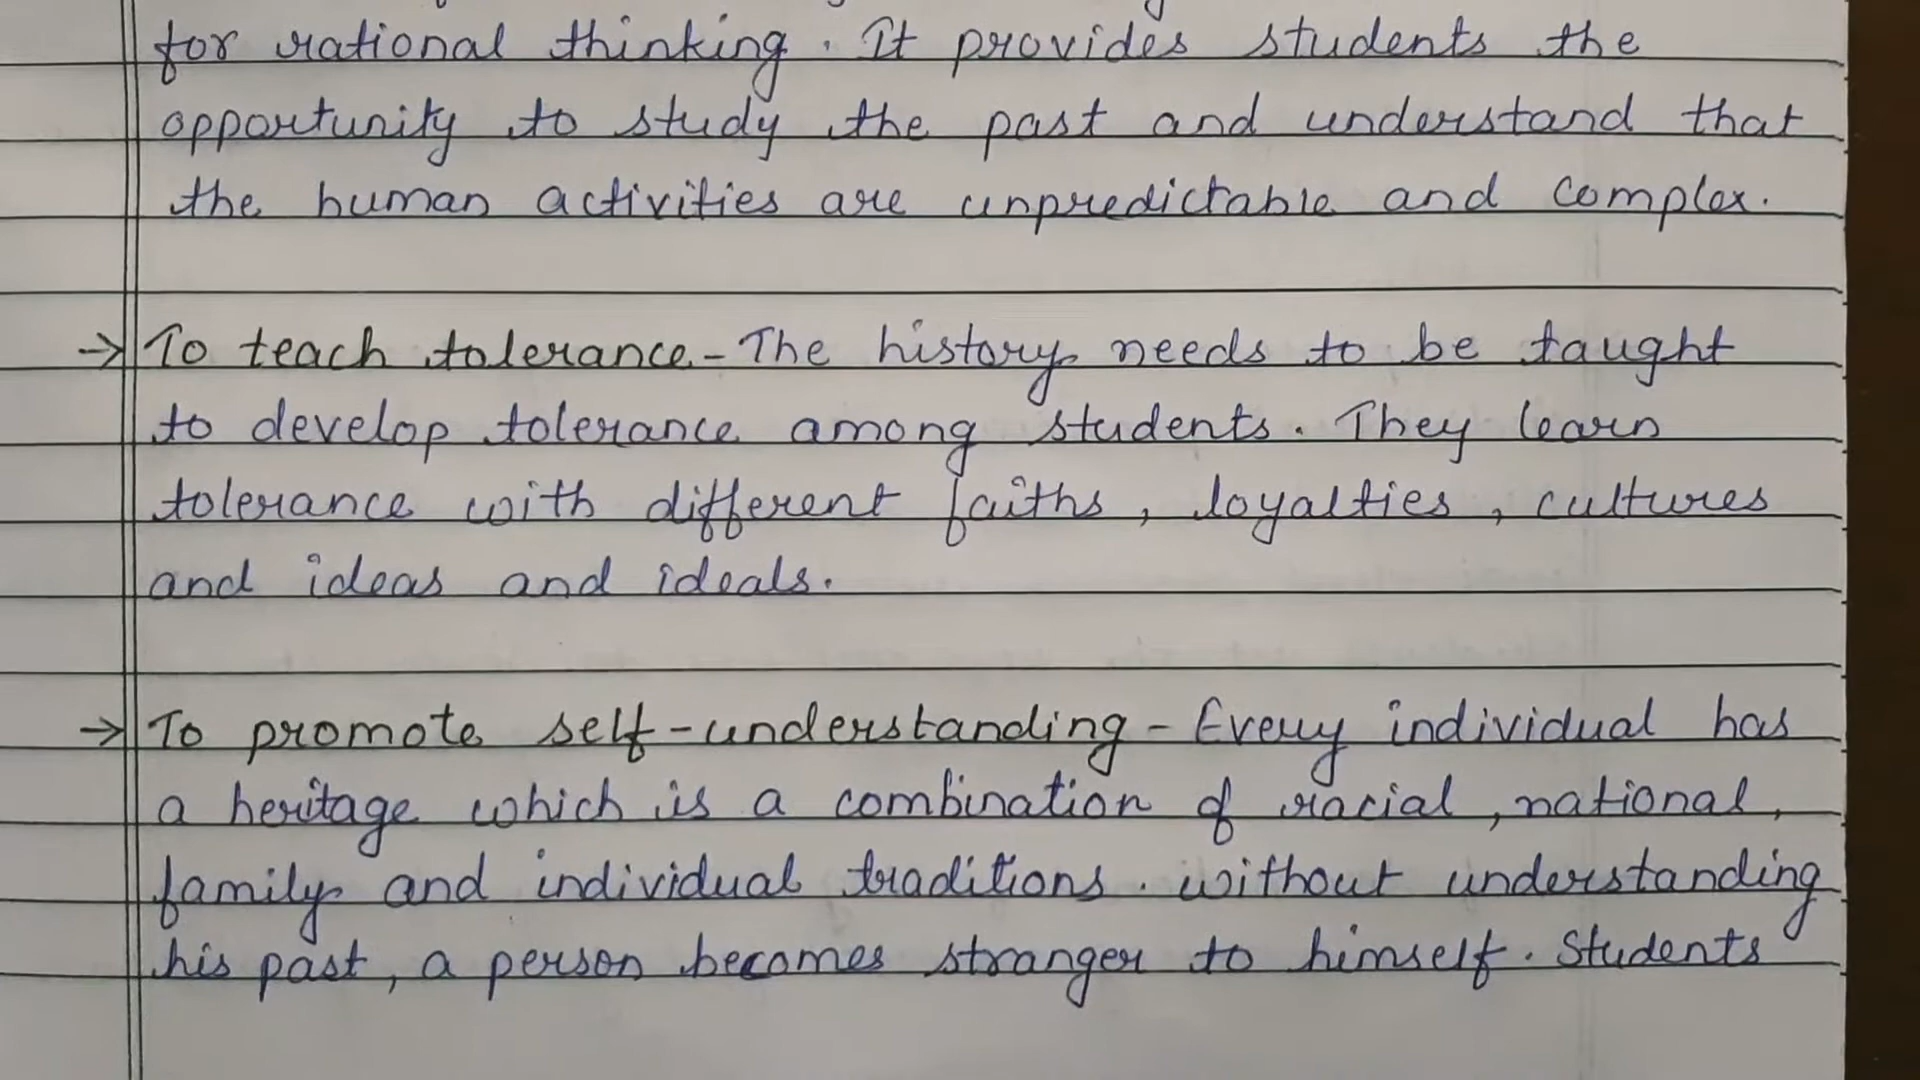 for rational thinking. It provides students the
opportunity to study the past and understand that
the human activities are unpredictable and complex.
→ To teach tolerance - The history needs to be taught
to develop tolerance among students. They learn
tolerance with different faiths, loyalties, cultures
and ideas and ideals.
→ To promote self-understanding - Every individual has
a heritage which is a combination of racial, national,
family and individual traditions. without understanding
his past, a person becomes stranger to himself. Students